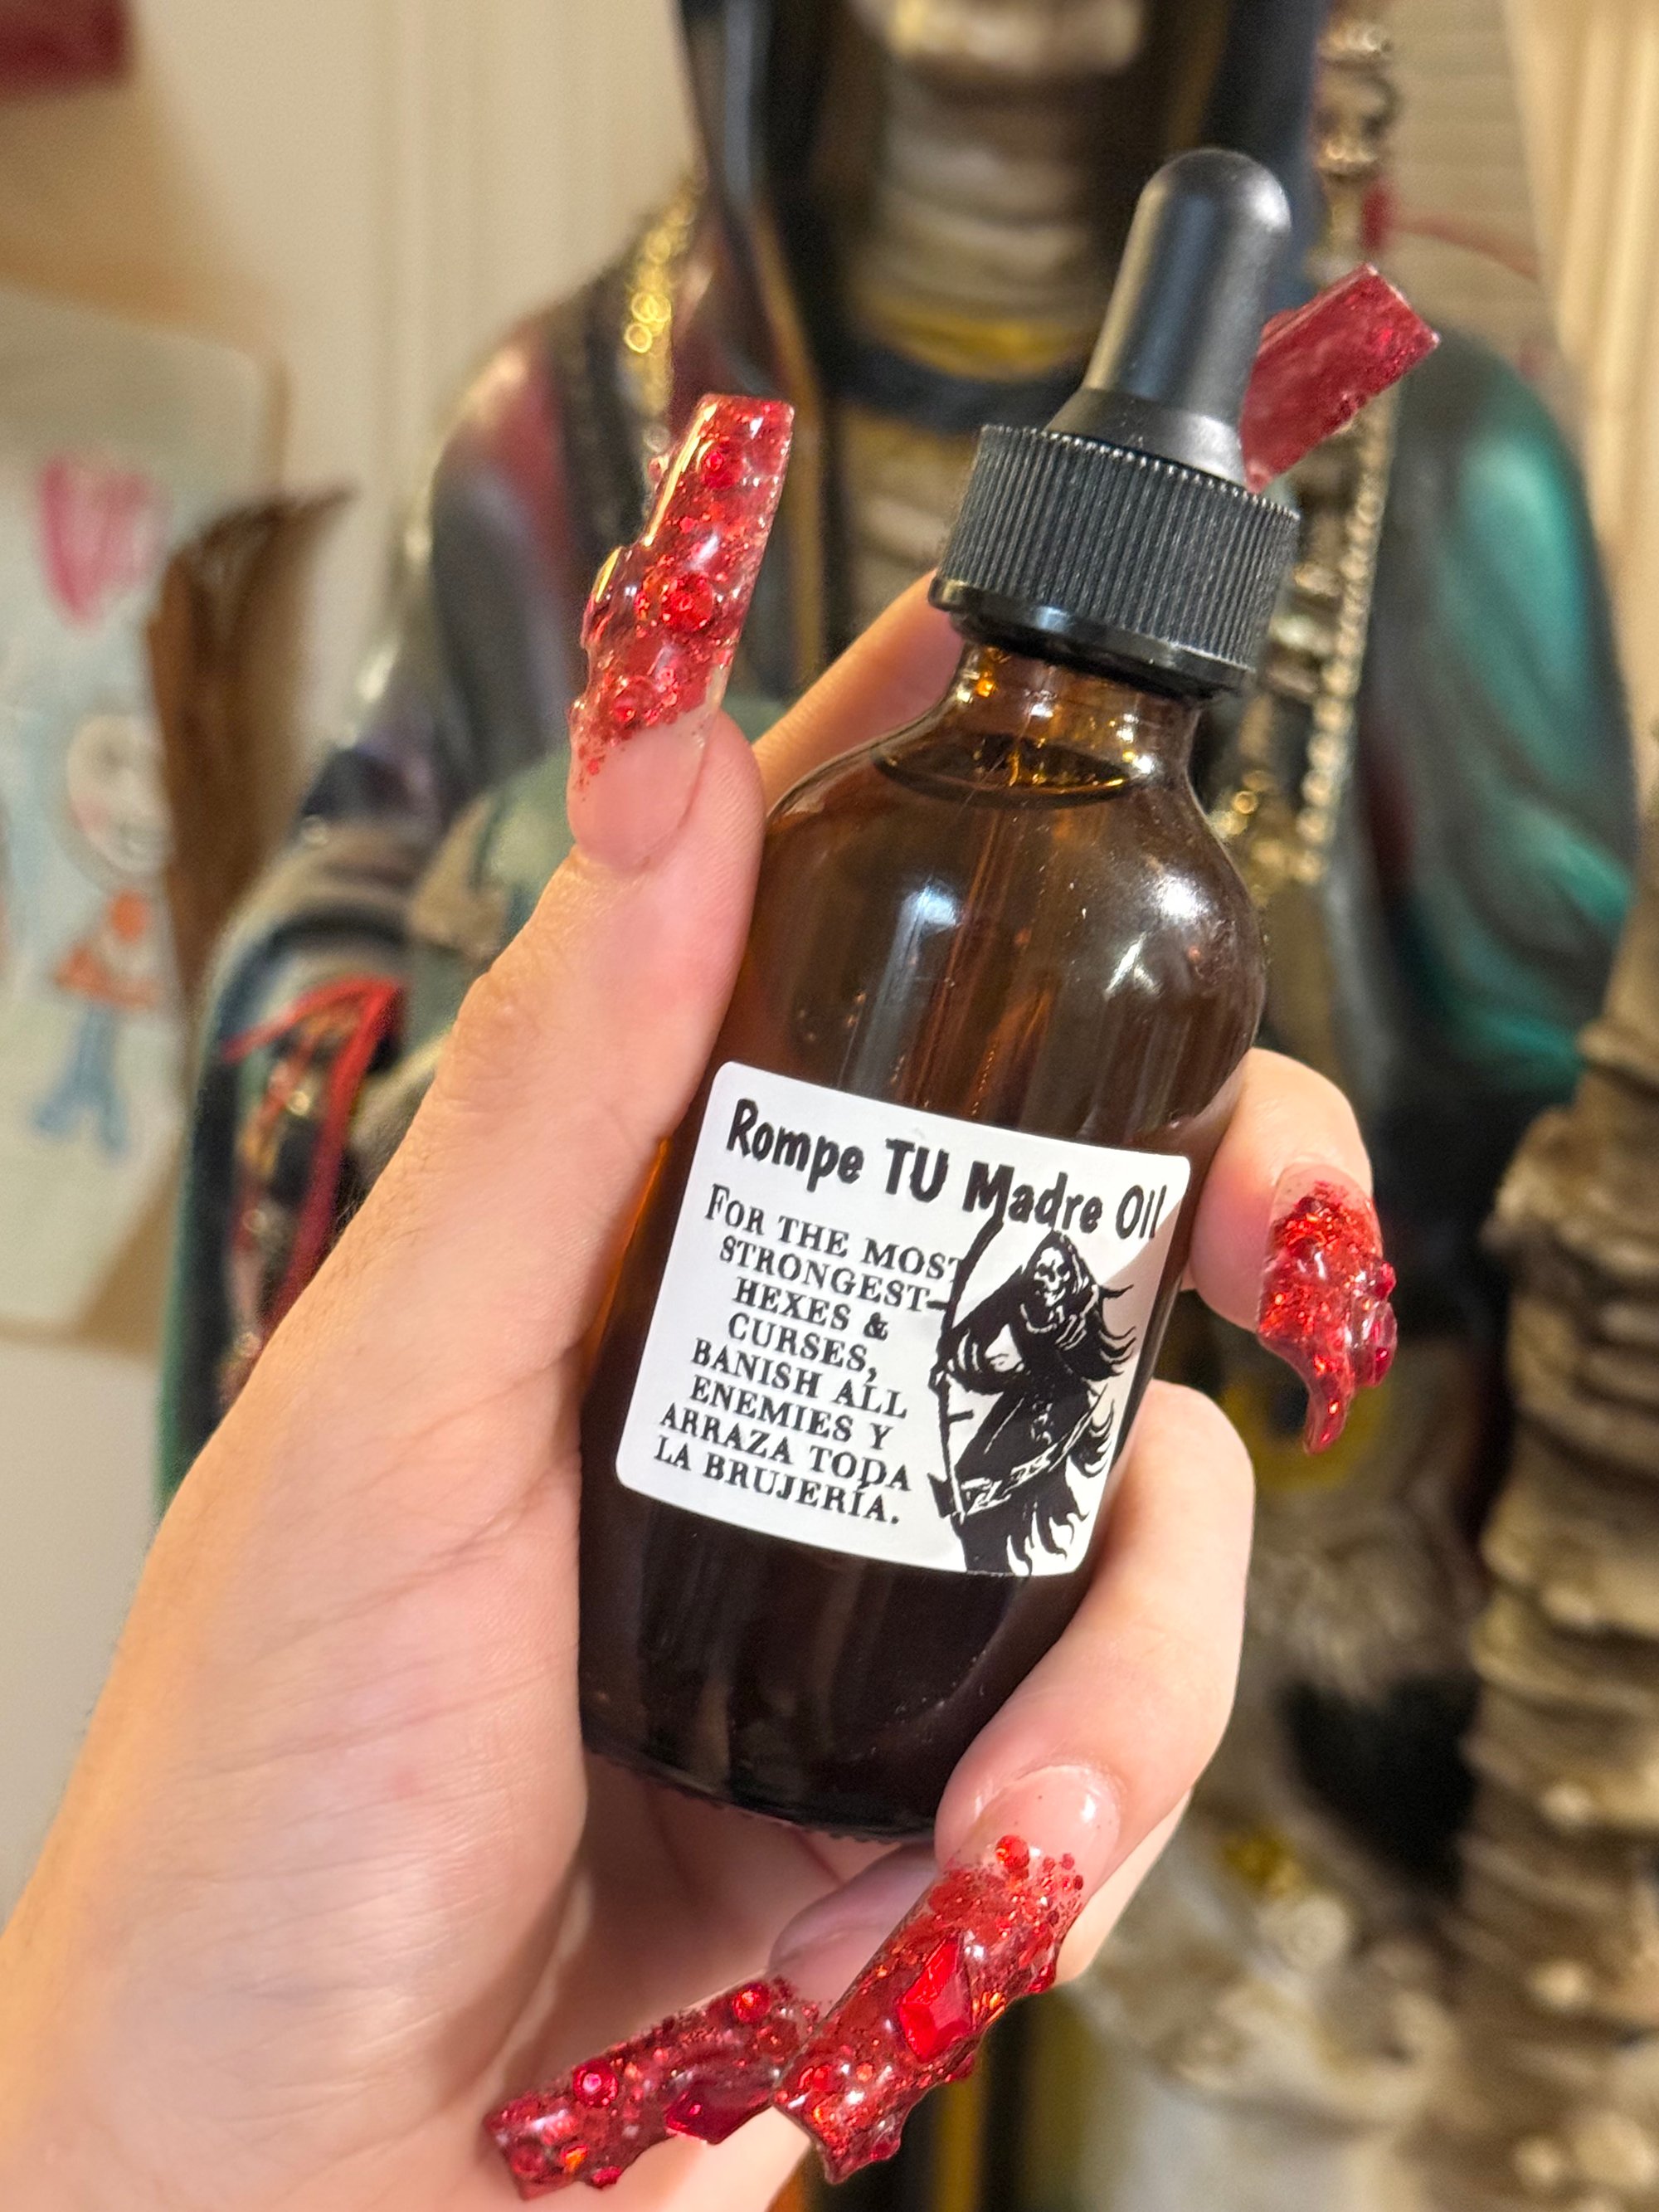 Rompe TU Madre Oil
FOR THE MOST
STRONGEST
HEXES &
CURSES,
BANISH ALL
ENEMIES Y
ARRAZA TODA
LA BRUJERÍA.